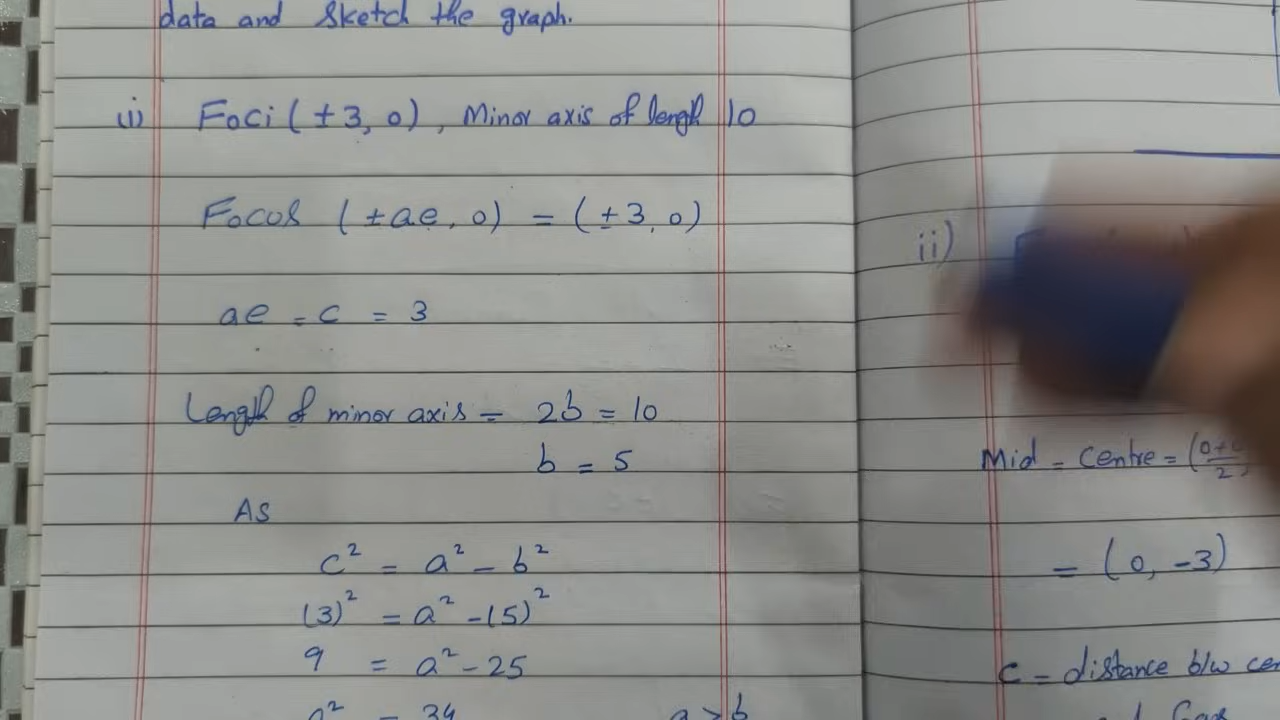 data and sketch the graph.
(i) Foci (±3, 0), Minor axis of length 10
Focus (±ae, 0) = (±3, 0)
ae = c = 3
Length of minor axis = 2b = 10
b = 5
As
c² = a² - b²
(3)² = a² - (5)²
9 = a² - 25
a² = 34 a > b
ii)
Mid = Centre =
= (0, -3)
c = distance b/w